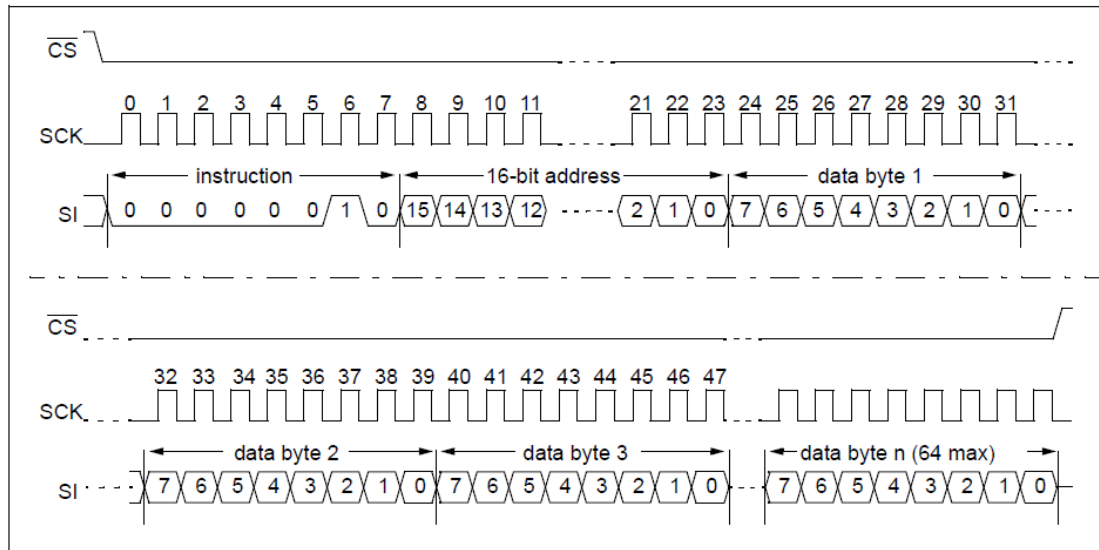 CS
0 1 2 3 4 5 6 7 8 9 10 11 21 22 23 24 25 26 27 28 29 30 31
SCK
instruction 16-bit address data byte 1
SI 0 0 0 0 0 0 1 0 15 14 13 12 2 1 0 7 6 5 4 3 2 1 0
CS
32 33 34 35 36 37 38 39 40 41 42 43 44 45 46 47
SCK
data byte 2 data byte 3 data byte n (64 max)
SI 7 6 5 4 3 2 1 0 7 6 5 4 3 2 1 0 7 6 5 4 3 2 1 0